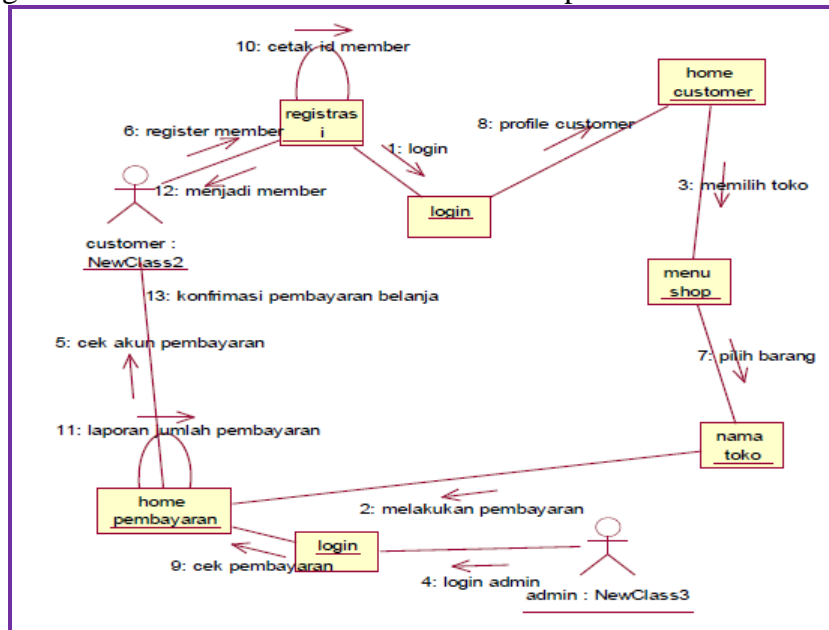 10: cetak id member
home
customer
registras
i
6: register member
8: profile customer
1: login
12: menjadi member
3: memilih toko
login
customer :
NewClass2
menu
shop
13: konfrimasi pembayaran belanja
5: cek akun pembayaran
7: pilih barang
11: laporan jumlah pembayaran
nama
toko
home
pembayaran
2: melakukan pembayaran
login
9: cek pembayaran
4: login admin
admin : NewClass3